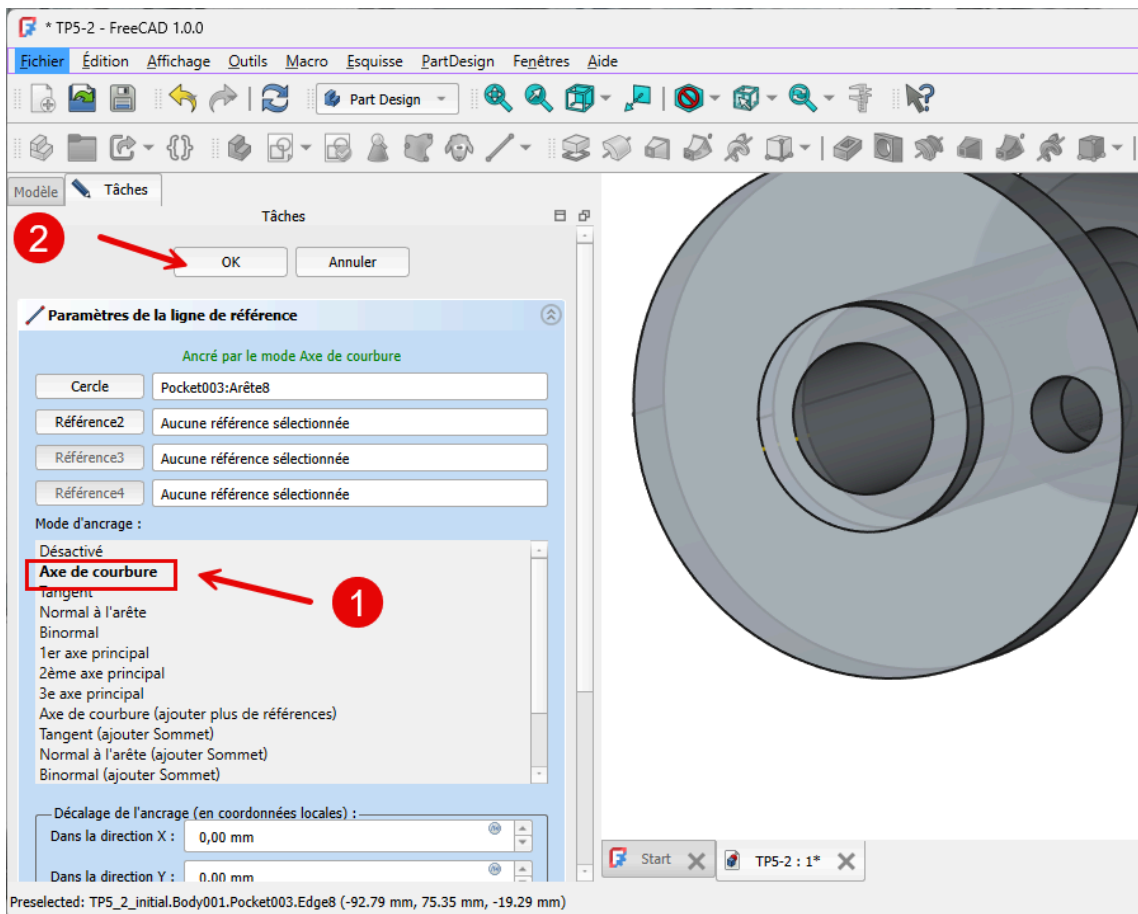 * TP5-2 - FreeCAD 1.0.0
Fichier Édition Affichage Outils Macro Esquisse PartDesign Fenêtres Aide
Part Design
Modèle Tâches
Tâches
2
OK Annuler
Paramètres de la ligne de référence
Ancré par le mode Axe de courbure
Cercle Pocket003:Arête8
Référence2 Aucune référence sélectionnée
Référence3 Aucune référence sélectionnée
Référence4 Aucune référence sélectionnée
Mode d'ancrage :
Désactivé
Axe de courbure
1
Tangent
Normal à l'arête
Binormal
1er axe principal
2ème axe principal
3e axe principal
Axe de courbure (ajouter plus de références)
Tangent (ajouter Sommet)
Normal à l'arête (ajouter Sommet)
Binormal (ajouter Sommet)
Décalage de l'ancrage (en coordonnées locales) :
Dans la direction X : 0,00 mm
Dans la direction Y : 0,00 mm
Start TP5-2 : 1*
Preselected: TP5_2_initial.Body001.Pocket003.Edge8 (-92.79 mm, 75.35 mm, -19.29 mm)